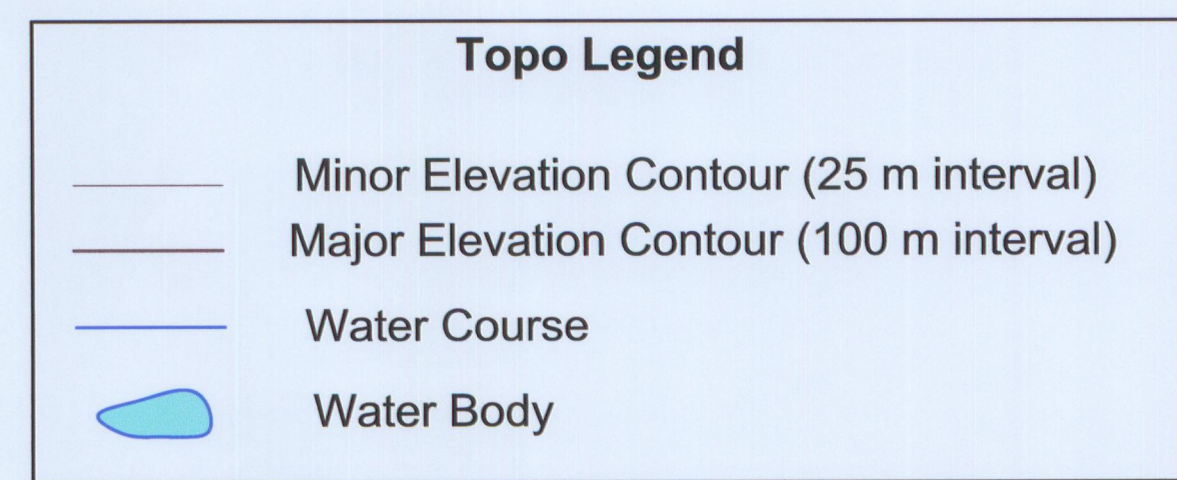 Topo Legend
Minor Elevation Contour (25 m interval)
Major Elevation Contour (100 m interval)
Water Course
Water Body